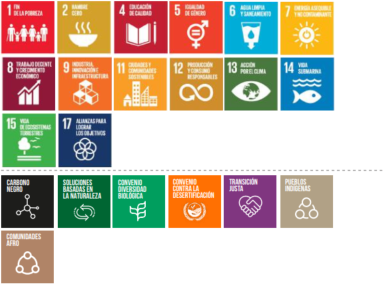 1 FIN
DE LA POBREZA
2 HAMBRE
CERO
4 EDUCACIÓN
DE CALIDAD
5 IGUALDAD
DE GÉNERO
6 AGUA LIMPIA
Y SANEAMIENTO
7 ENERGÍA ASEQUIBLE
Y NO CONTAMINANTE
8 TRABAJO DECENTE
Y CRECIMIENTO
ECONÓMICO
9 INDUSTRIA,
INNOVACIÓN E
INFRAESTRUCTURA
11 CIUDADES Y
COMUNIDADES
SOSTENIBLES
12 PRODUCCIÓN
Y CONSUMO
RESPONSABLES
13 ACCIÓN
POR EL CLIMA
14 VIDA
SUBMARINA
15 VIDA
DE ECOSISTEMAS
TERRESTRES
17 ALIANZAS PARA
LOGRAR
LOS OBJETIVOS
CARBONO
NEGRO
SOLUCIONES
BASADAS EN
LA NATURALEZA
CONVENIO
DIVERSIDAD
BIOLÓGICA
CONVENIO
CONTRA LA
DESERTIFICACIÓN
TRANSICIÓN
JUSTA
PUEBLOS
INDÍGENAS
COMUNIDADES
AFRO